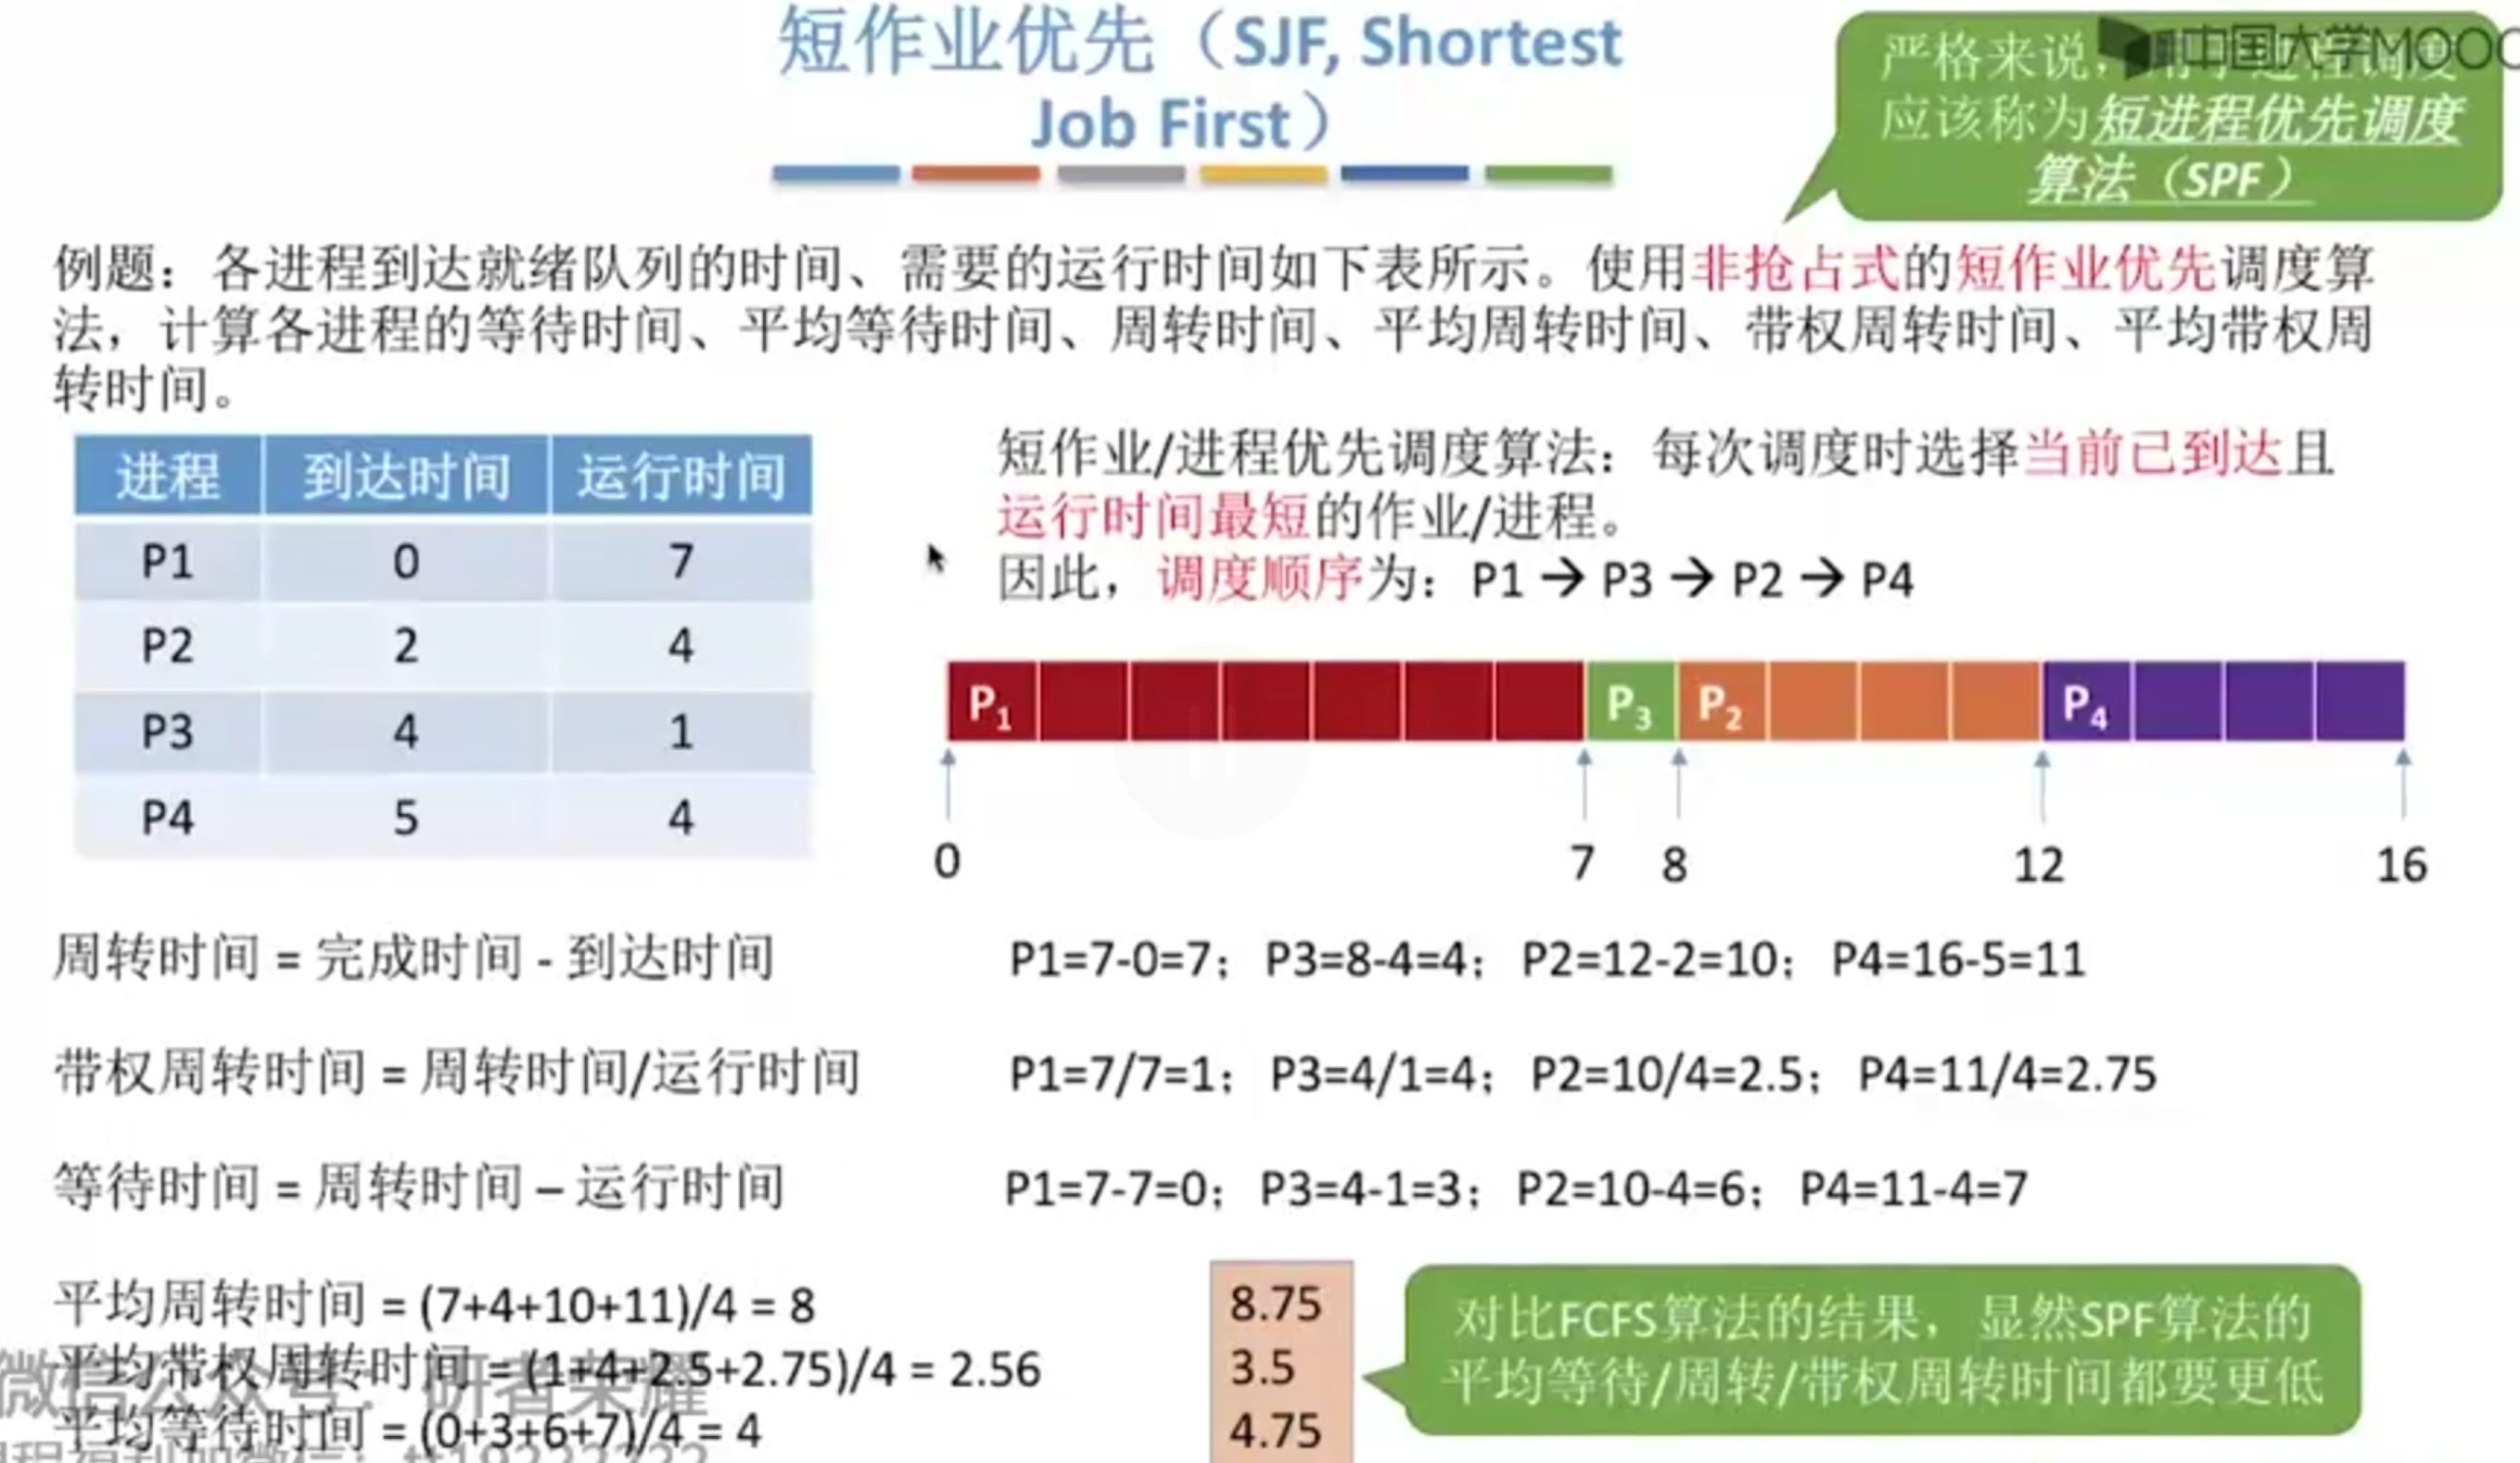 短作业优先（SJF, Shortest
Job First）
中国大学MOOC
严格来说，用于进程调度
应该称为短进程优先调度
算法（SPF）
例题：各进程到达就绪队列的时间、需要的运行时间如下表所示。使用非抢占式的短作业优先调度算
法，计算各进程的等待时间、平均等待时间、周转时间、平均周转时间、带权周转时间、平均带权周
转时间。
进程 到达时间 运行时间
P1 0 7
P2 2 4
P3 4 1
P4 5 4
短作业/进程优先调度算法：每次调度时选择当前已到达且
运行时间最短的作业/进程。
因此，调度顺序为：P1 → P3 → P2 → P4
P1 P3 P2 P4
0 7 8 12 16
周转时间 = 完成时间 - 到达时间 P1=7-0=7；P3=8-4=4；P2=12-2=10；P4=16-5=11
带权周转时间 = 周转时间/运行时间 P1=7/7=1；P3=4/1=4；P2=10/4=2.5；P4=11/4=2.75
等待时间 = 周转时间 – 运行时间 P1=7-7=0；P3=4-1=3；P2=10-4=6；P4=11-4=7
平均周转时间 = (7+4+10+11)/4 = 8
平均带权周转时间 = (1+4+2.5+2.75)/4 = 2.56
平均等待时间 = (0+3+6+7)/4 = 4
8.75
3.5
4.75
对比FCFS算法的结果，显然SPF算法的
平均等待/周转/带权周转时间都要更低
微信公众号：研者荣耀